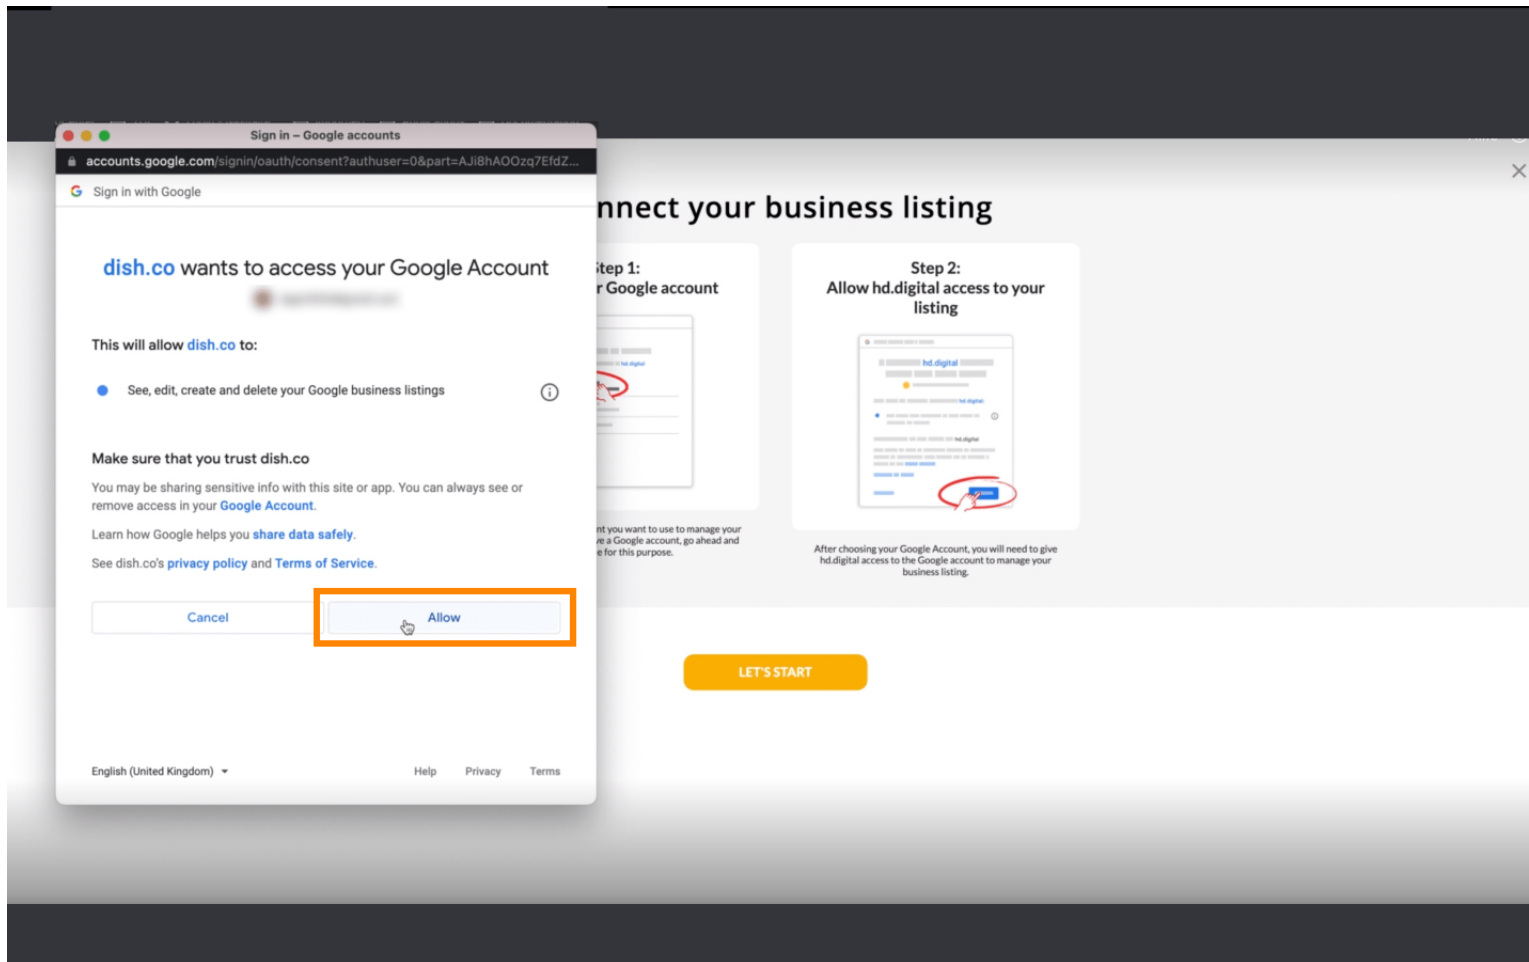 Sign in – Google accounts
accounts.google.com/signin/oauth/consent?authuser=0&part=AJi8hAOOzq7EfdZ...
Sign in with Google
dish.co wants to access your Google Account
This will allow dish.co to:
See, edit, create and delete your Google business listings
Make sure that you trust dish.co
You may be sharing sensitive info with this site or app. You can always see or
remove access in your Google Account.
Learn how Google helps you share data safely.
See dish.co's privacy policy and Terms of Service.
Cancel
Allow
English (United Kingdom)
Help
Privacy
Terms
nnect your business listing
Step 1:
r Google account
hd.digital
nt you want to use to manage your
ve a Google account, go ahead and
e for this purpose.
Step 2:
Allow hd.digital access to your
listing
hd.digital
hd.digital
hd.digital
After choosing your Google Account, you will need to give
hd.digital access to the Google account to manage your
business listing.
LET'S START